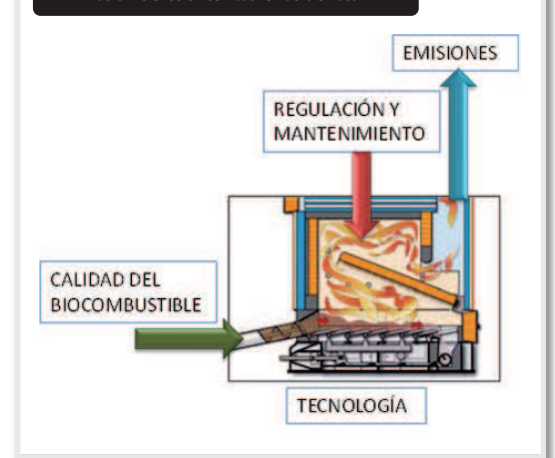 EMISIONES
REGULACIÓN Y
MANTENIMIENTO
CALIDAD DEL
BIOCOMBUSTIBLE
TECNOLOGÍA